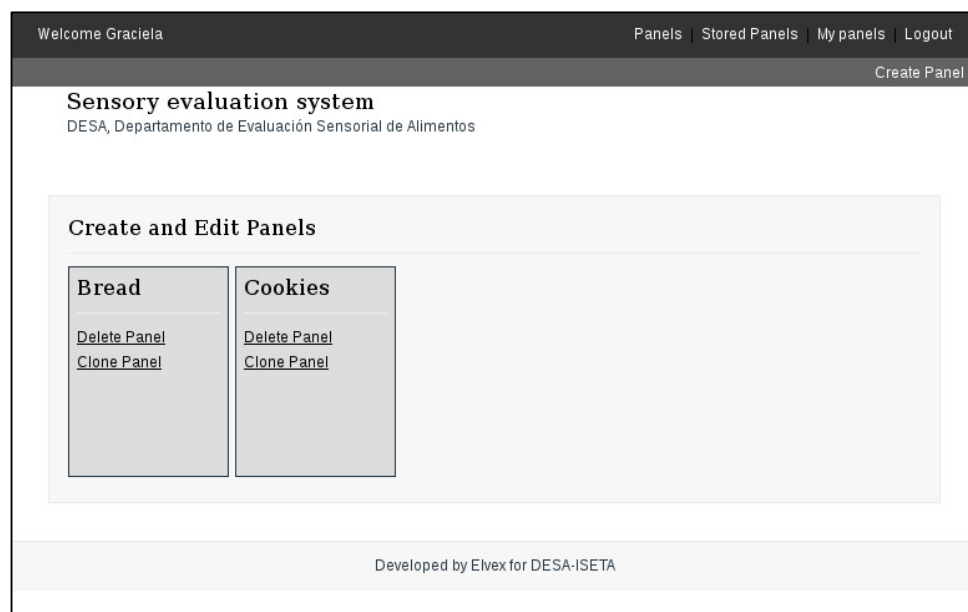 Welcome Graciela
Panels | Stored Panels | My panels | Logout
Create Panel
Sensory evaluation system
DESA, Departamento de Evaluación Sensorial de Alimentos
Create and Edit Panels
Bread
Delete Panel
Clone Panel
Cookies
Delete Panel
Clone Panel
Developed by Elvex for DESA-ISETA